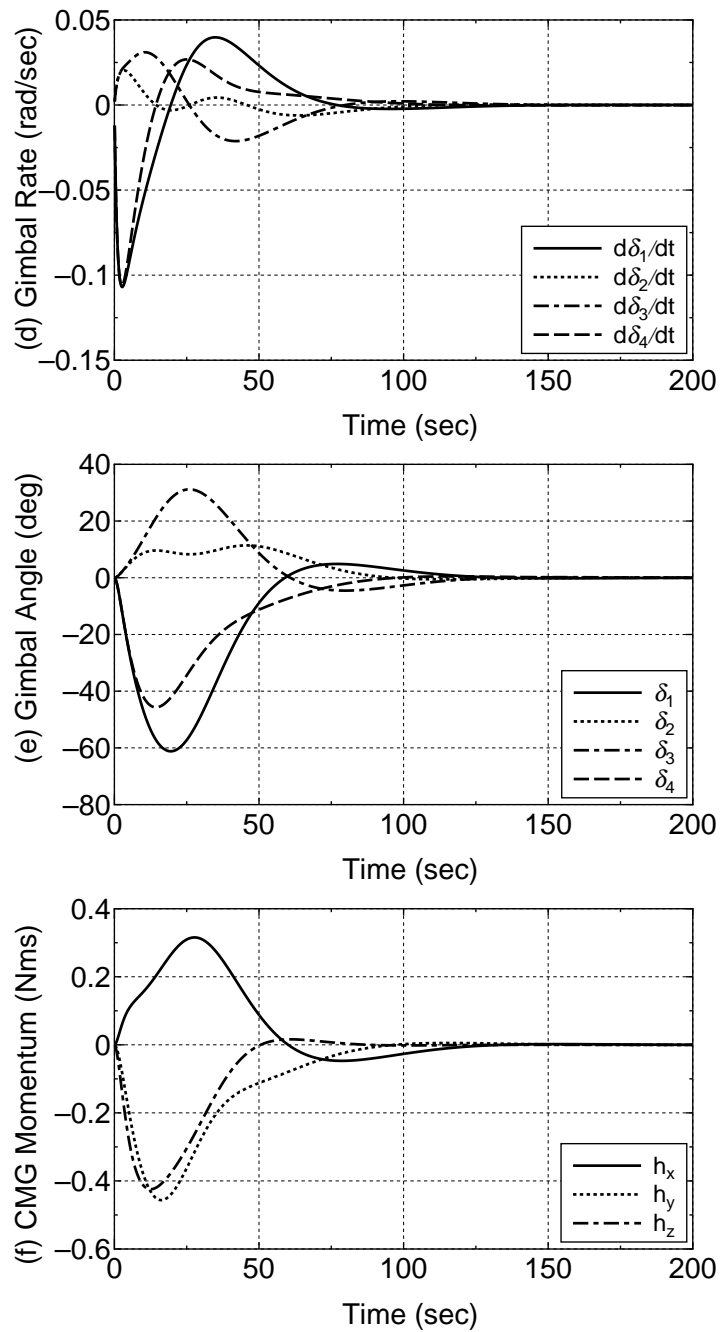 (d) Gimbal Rate (rad/sec)
0.05
0
−0.05
−0.1
−0.15
dδ₁/dt
dδ₂/dt
dδ₃/dt
dδ₄/dt
0 50 100 150 200
Time (sec)
(e) Gimbal Angle (deg)
40
20
0
−20
−40
−60
−80
δ₁
δ₂
δ₃
δ₄
0 50 100 150 200
Time (sec)
(f) CMG Momentum (Nms)
0.4
0.2
0
−0.2
−0.4
−0.6
hₓ
h_y
h_z
0 50 100 150 200
Time (sec)